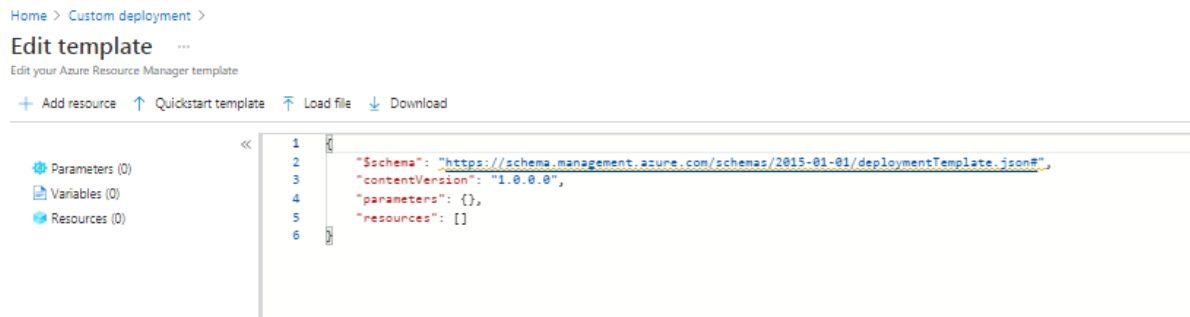 Home > Custom deployment >
Edit template ...
Edit your Azure Resource Manager template
+ Add resource ↑ Quickstart template Load file ↓ Download
«
Parameters (0)
Variables (0)
Resources (0)
1 {
2 "$schema": "https://schema.management.azure.com/schemas/2015-01-01/deploymentTemplate.json#",
3 "contentVersion": "1.0.0.0",
4 "parameters": {},
5 "resources": []
6 }